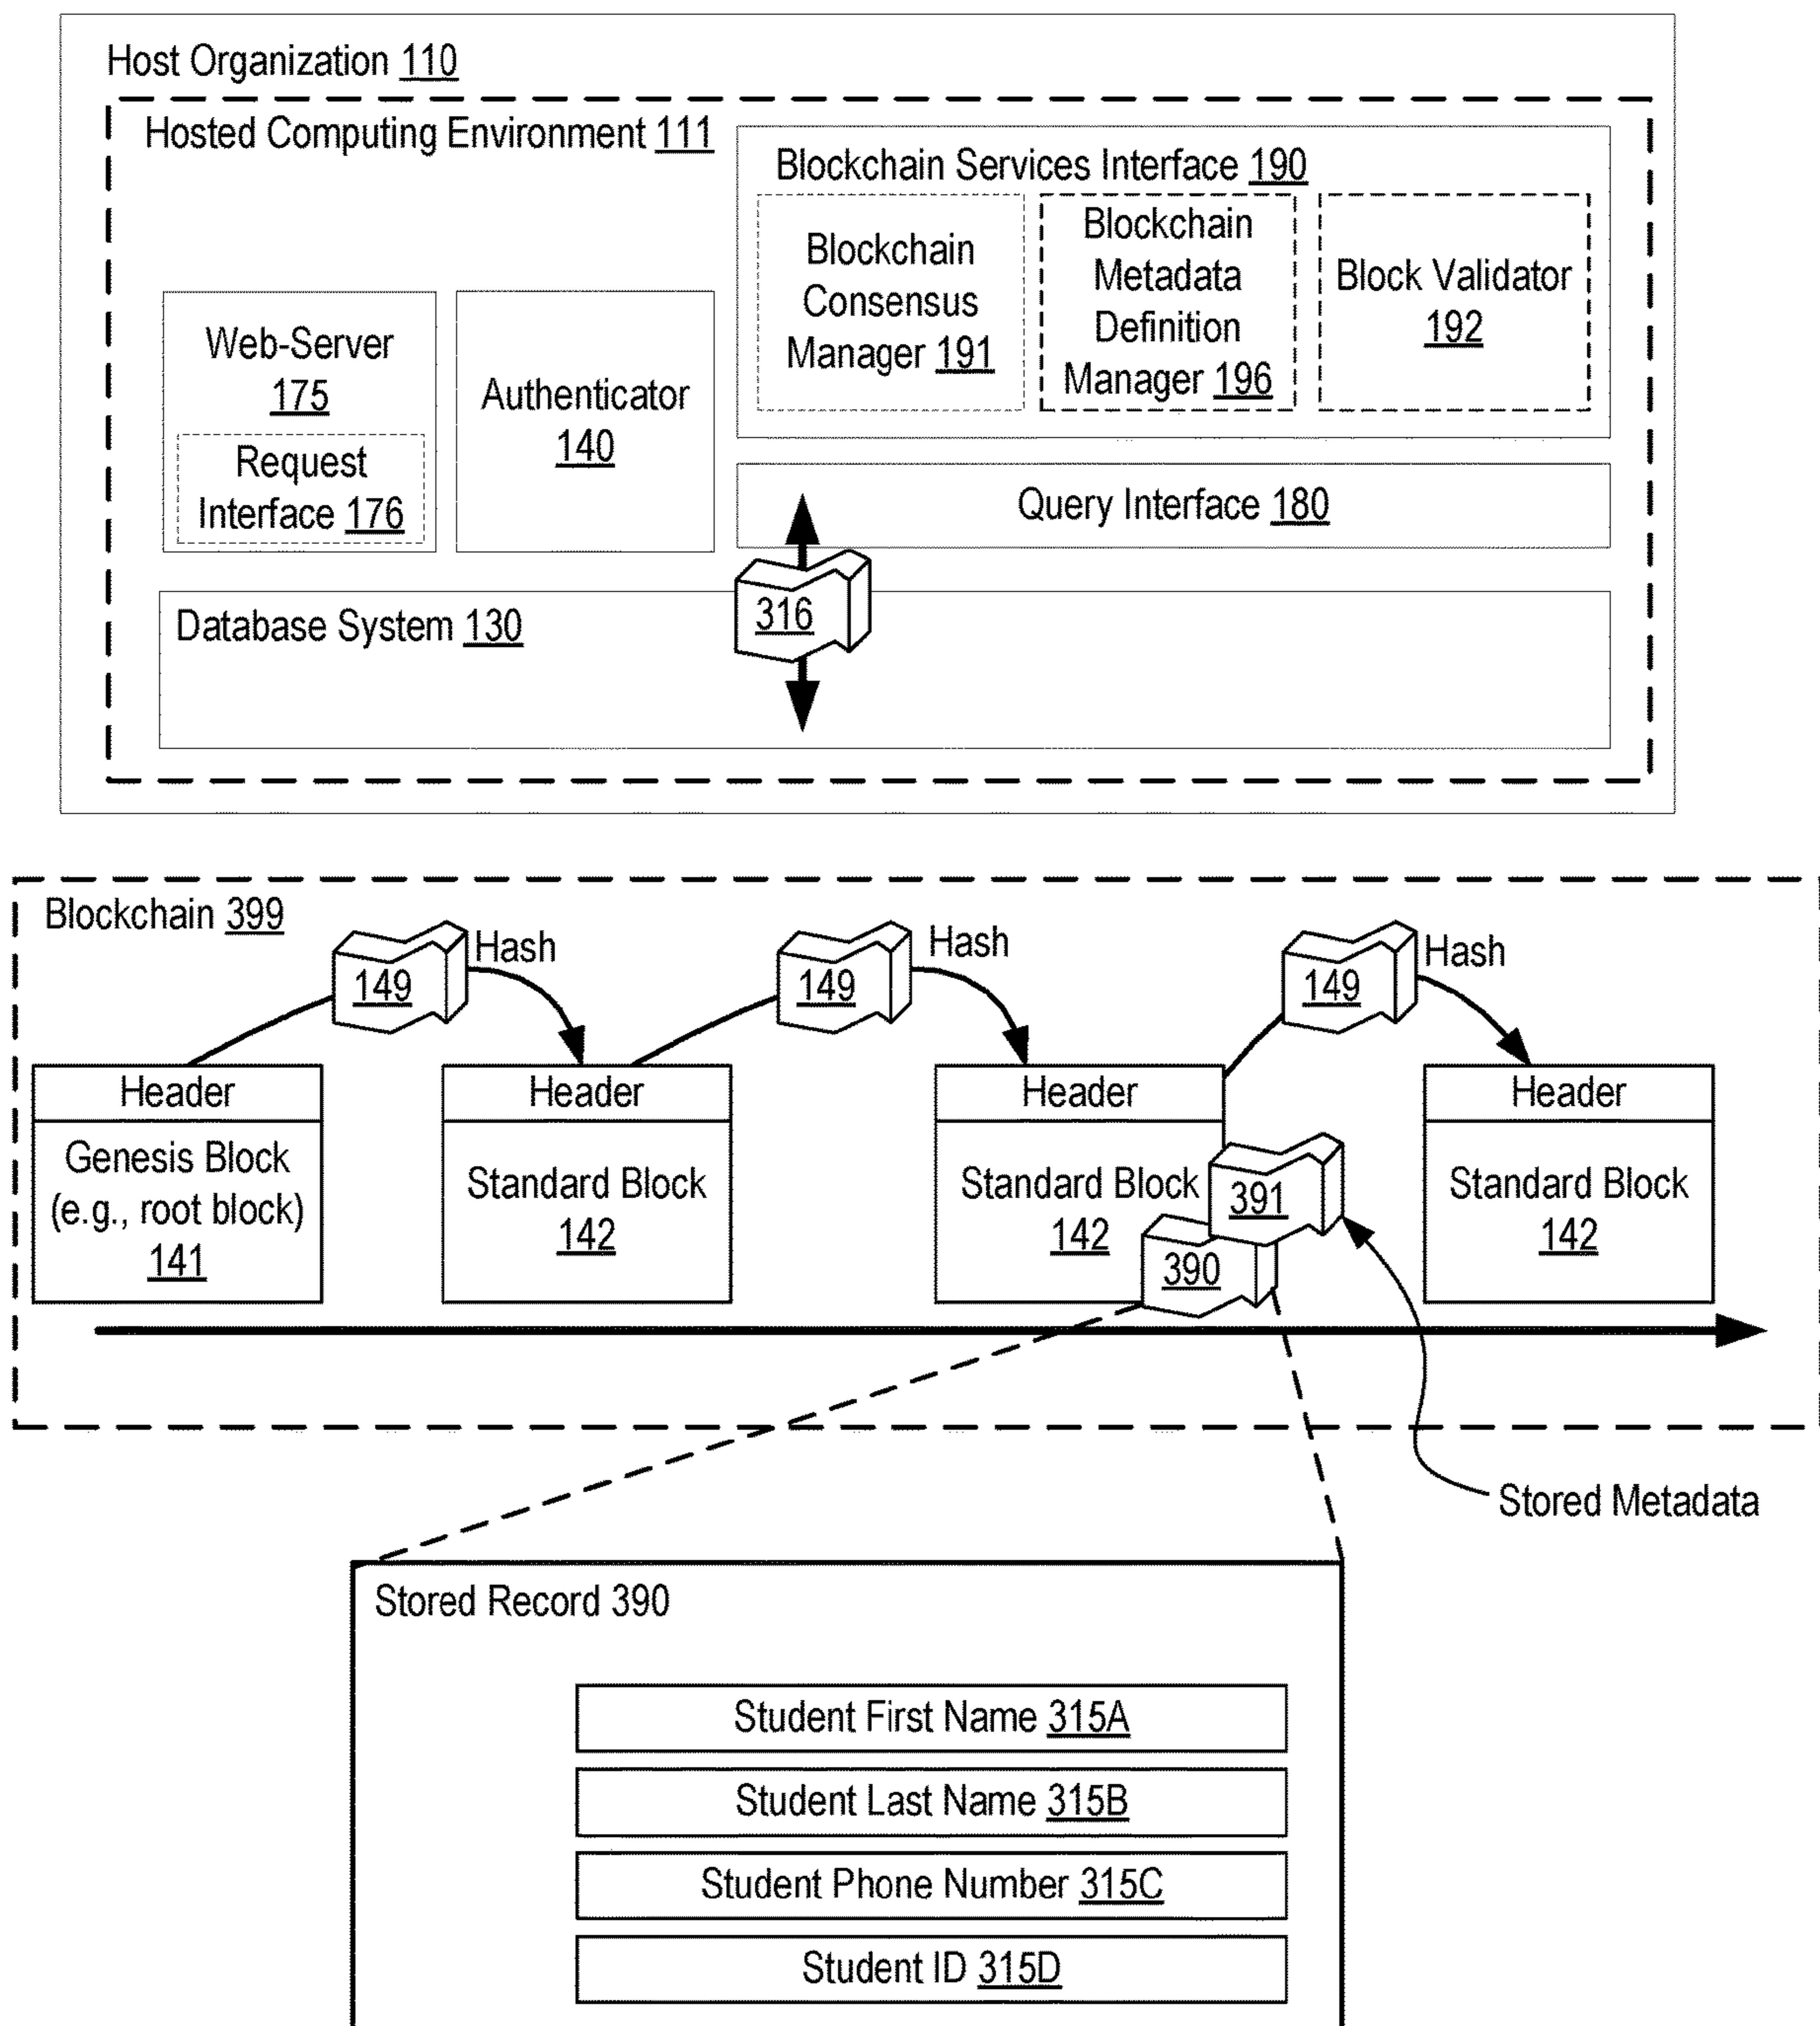 Host Organization 110
Hosted Computing Environment 111
Blockchain Services Interface 190
Blockchain
Consensus
Manager 191
Blockchain
Metadata
Definition
Manager 196
Block Validator
192
Web-Server
175
Request
Interface 176
Authenticator
140
Query Interface 180
316
Database System 130
Blockchain 399
149
Hash
149
Hash
149
Hash
Header
Genesis Block
(e.g., root block)
141
Header
Standard Block
142
Header
Standard Block
142
391
390
Header
Standard Block
142
Stored Metadata
Stored Record 390
Student First Name 315A
Student Last Name 315B
Student Phone Number 315C
Student ID 315D